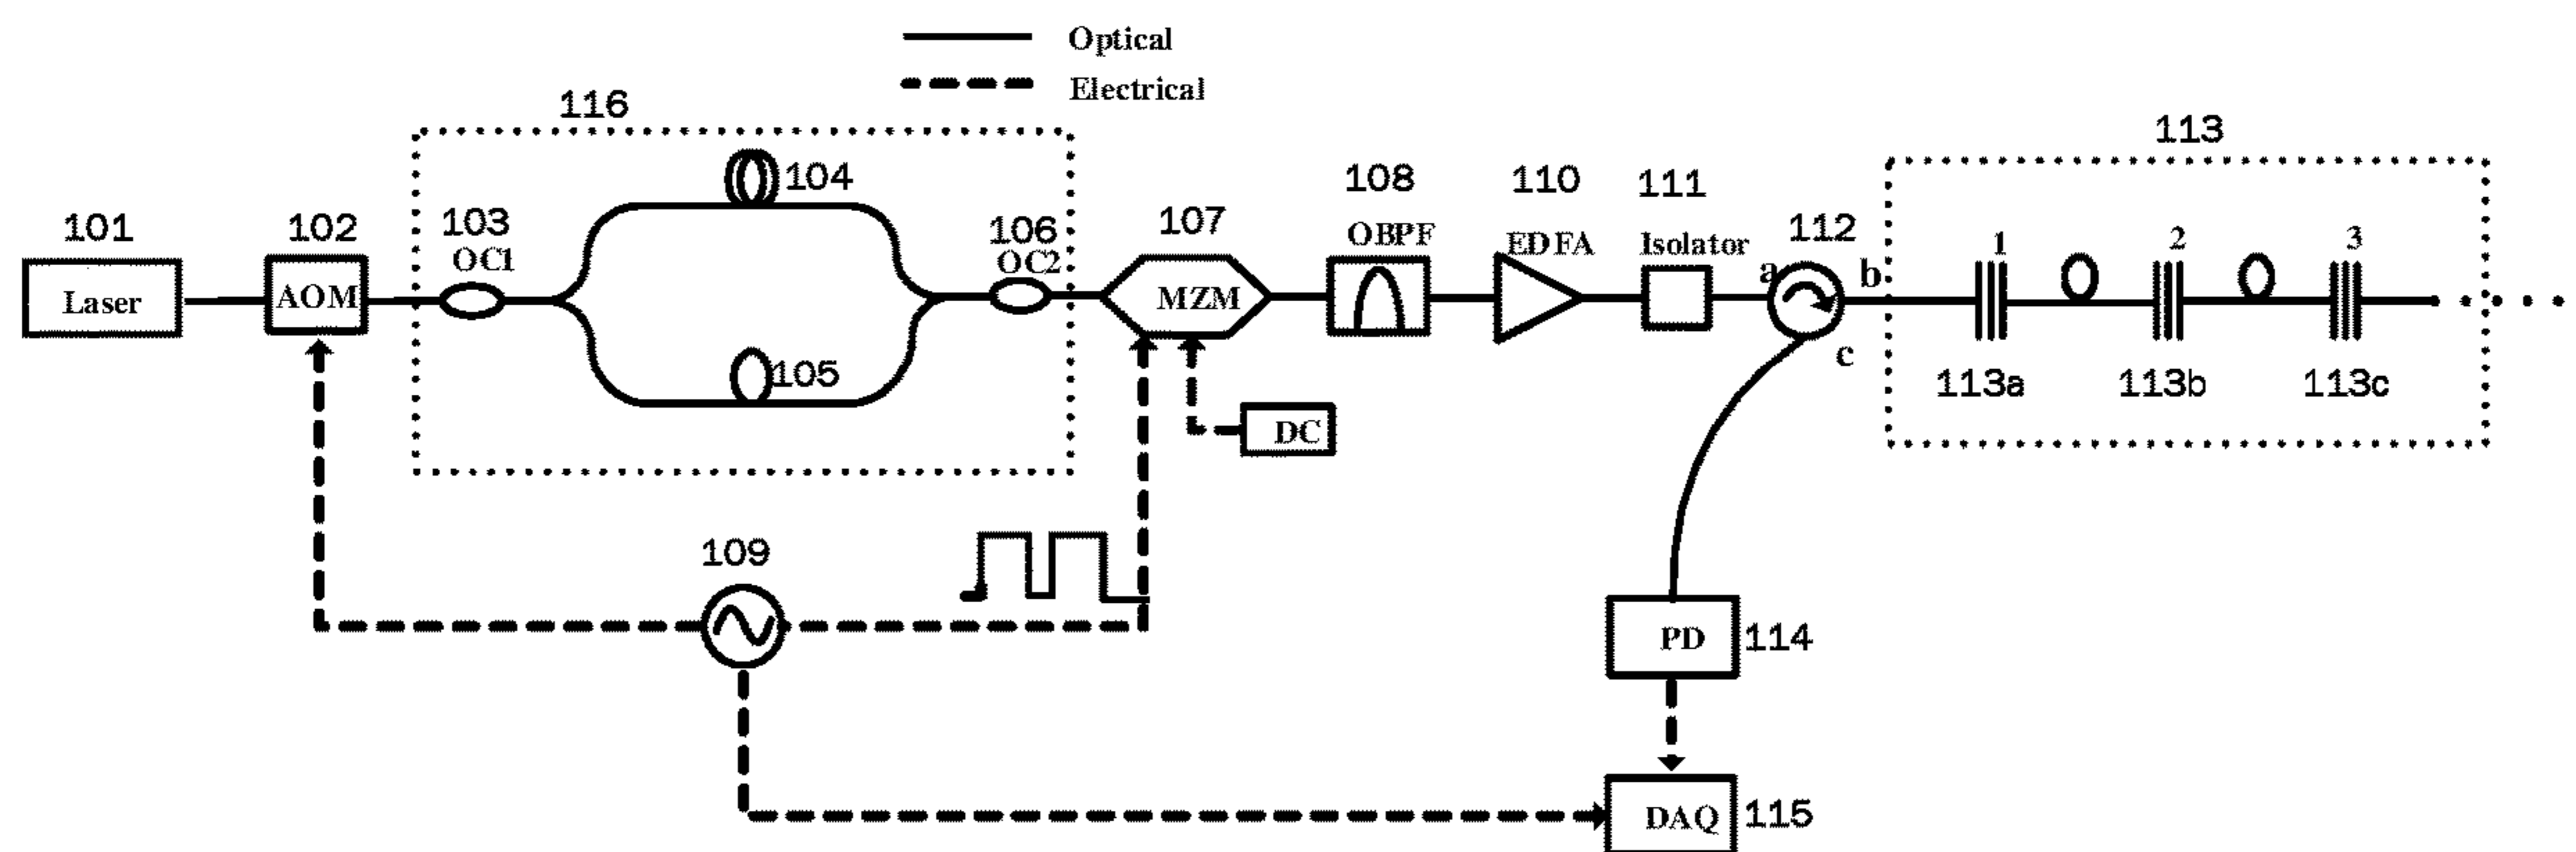 Optical
Electrical
116
113
104
108
110
111
101
102
103
106
107
112
OBPF
EDFA
Isolator
OC1
OC2
1
2
3
a
b
c
Laser
AOM
MZM
105
DC
113a
113b
113c
109
PD
114
DAQ
115